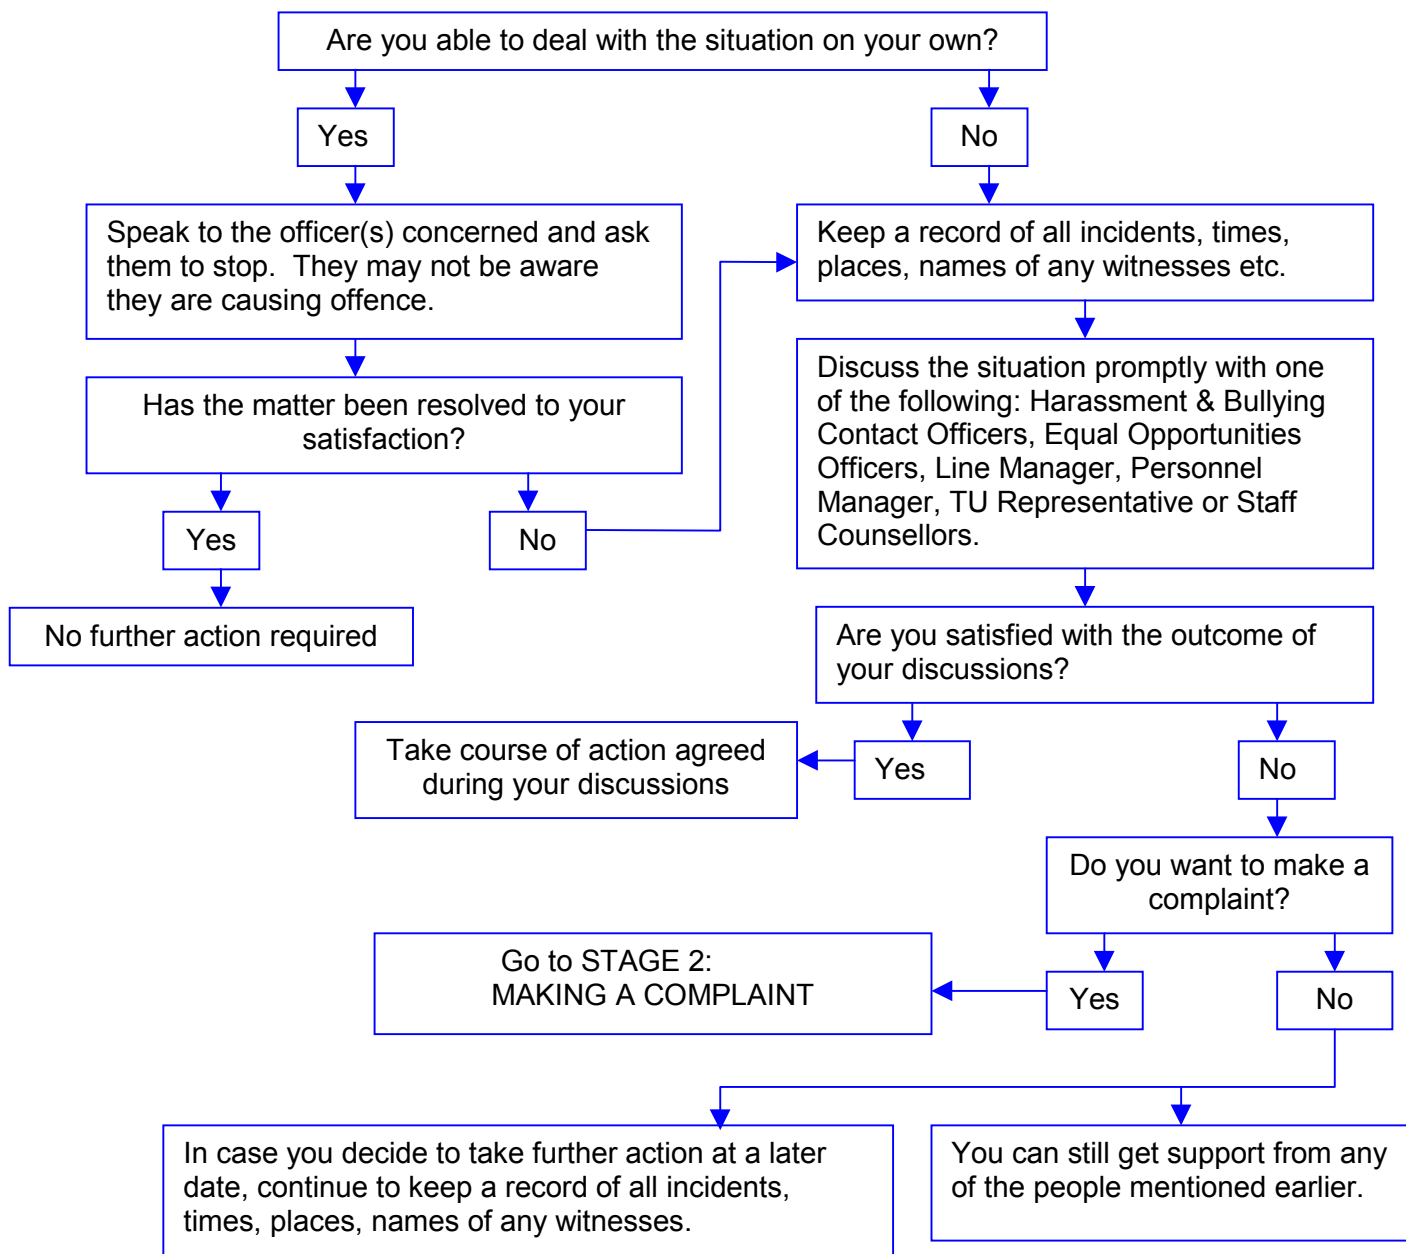 Are you able to deal with the situation on your own?
Yes
No
Speak to the officer(s) concerned and ask
them to stop.  They may not be aware
they are causing offence.
Keep a record of all incidents, times,
places, names of any witnesses etc.
Has the matter been resolved to your
satisfaction?
Discuss the situation promptly with one
of the following: Harassment & Bullying
Contact Officers, Equal Opportunities
Officers, Line Manager, Personnel
Manager, TU Representative or Staff
Counsellors.
Yes
No
No further action required
Are you satisfied with the outcome of
your discussions?
Take course of action agreed
during your discussions
Yes
No
Do you want to make a
complaint?
Go to STAGE 2:
MAKING A COMPLAINT
Yes
No
In case you decide to take further action at a later
date, continue to keep a record of all incidents,
times, places, names of any witnesses.
You can still get support from any
of the people mentioned earlier.